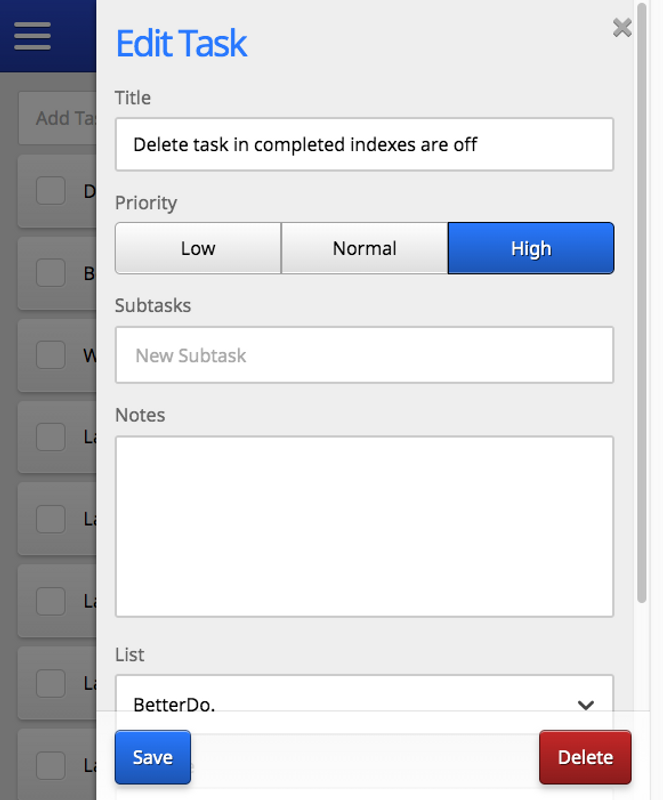 Edit Task
Title
Delete task in completed indexes are off
Priority
Low Normal High
Subtasks
New Subtask
Notes
List
BetterDo.
Save Delete
Add Ta
D
B
W
La
La
La
La
La